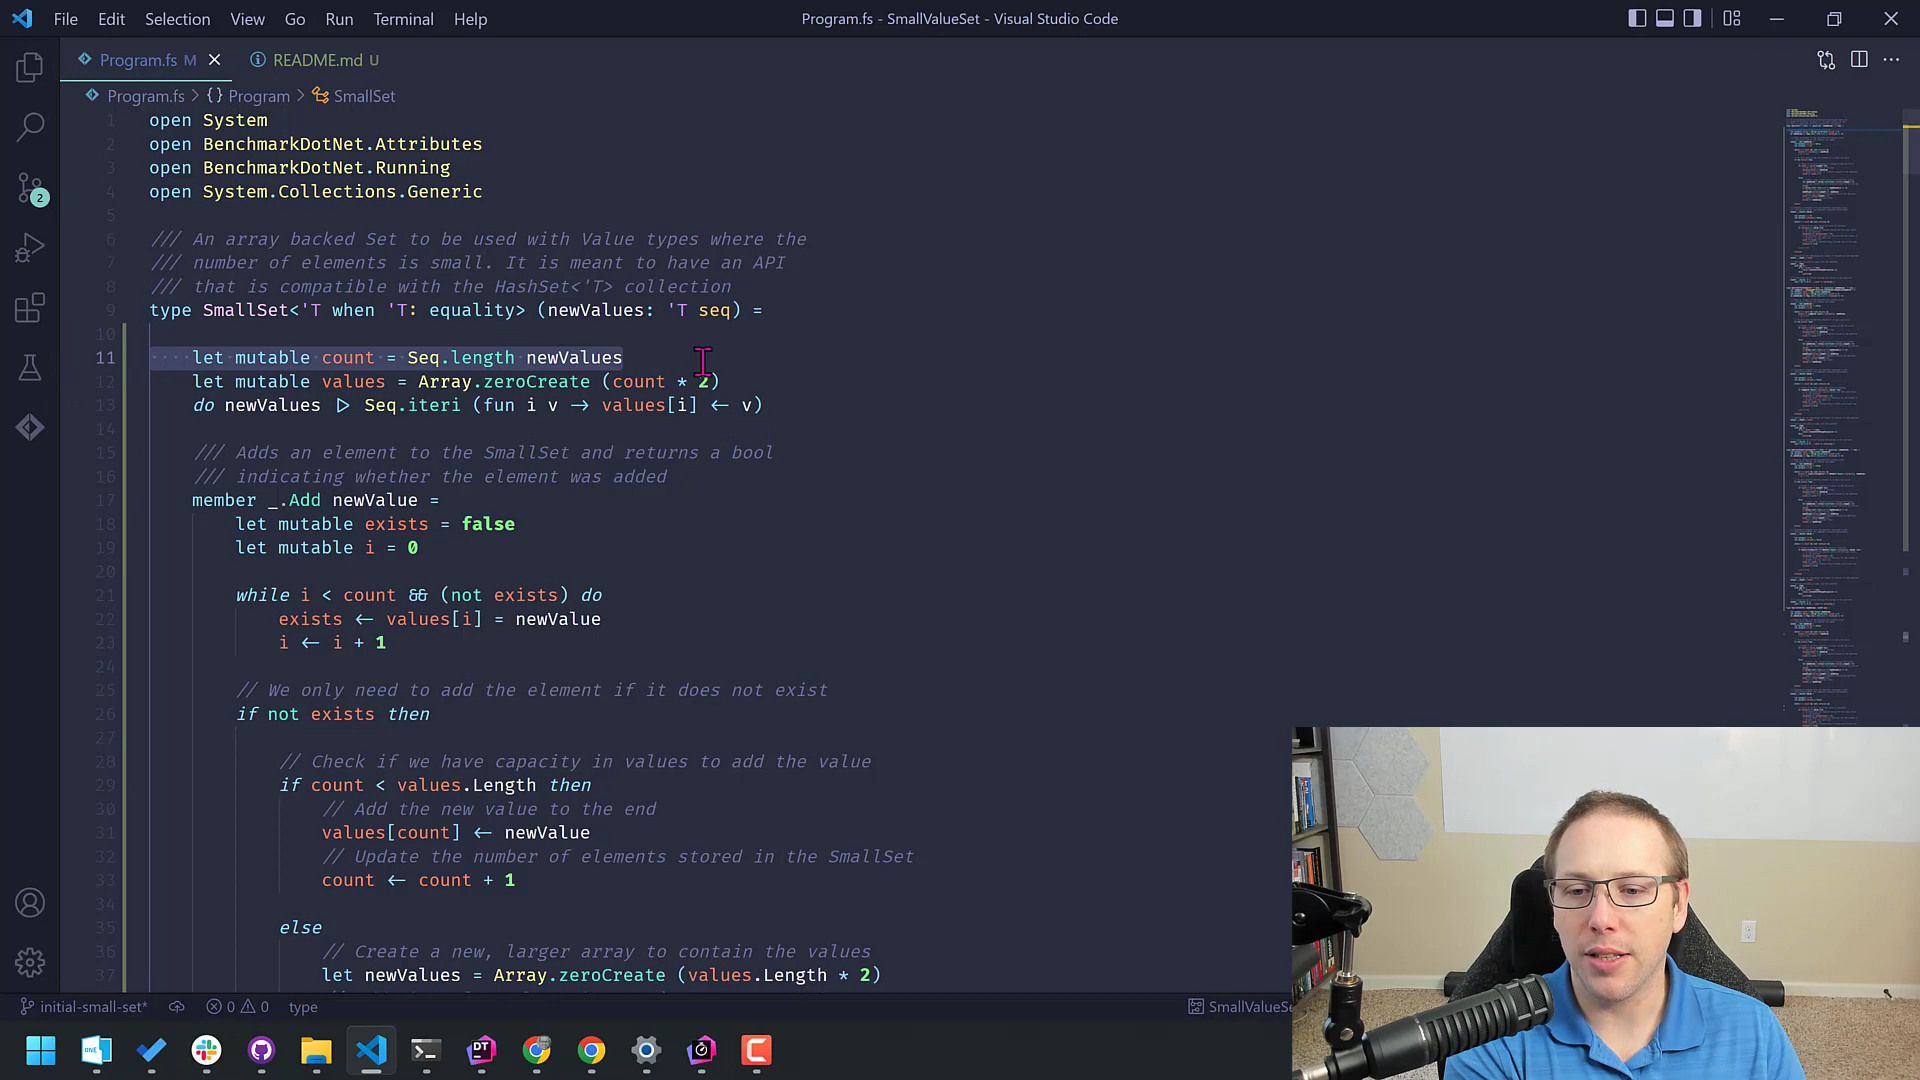 File Edit Selection View Go Run Terminal Help
Program.fs - SmallValueSet - Visual Studio Code
Program.fs M
README.md U
Program.fs > {} Program > SmallSet
1 open System
2 open BenchmarkDotNet.Attributes
3 open BenchmarkDotNet.Running
4 open System.Collections.Generic
5
6 /// An array backed Set to be used with Value types where the
7 /// number of elements is small. It is meant to have an API
8 /// that is compatible with the HashSet<'T> collection
9 type SmallSet<'T when 'T: equality> (newValues: 'T seq) =
10
11 ····let·mutable·count·=·Seq.length·newValues
12 let mutable values = Array.zeroCreate (count * 2)
13 do newValues |> Seq.iteri (fun i v -> values[i] <- v)
14
15 /// Adds an element to the SmallSet and returns a bool
16 /// indicating whether the element was added
17 member _.Add newValue =
18 let mutable exists = false
19 let mutable i = 0
20
21 while i < count && (not exists) do
22 exists <- values[i] = newValue
23 i <- i + 1
24
25 // We only need to add the element if it does not exist
26 if not exists then
27
28 // Check if we have capacity in values to add the value
29 if count < values.Length then
30 // Add the new value to the end
31 values[count] <- newValue
32 // Update the number of elements stored in the SmallSet
33 count <- count + 1
34
35 else
36 // Create a new, larger array to contain the values
37 let newValues = Array.zeroCreate (values.Length * 2)
2
initial-small-set* 0 0 type
SmallValueSe
ONE
DT